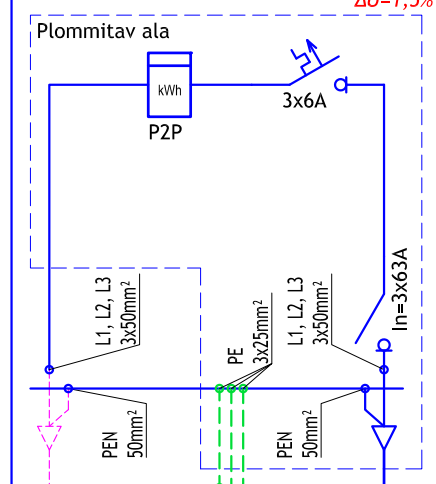 ΔU=1,5%
Plommitav ala
kWh
P2P
3x6A
In=3x63A
L1, L2, L3
3x50mm²
PE
3x25mm²
L1, L2, L3
3x50mm²
PEN
50mm²
PEN
50mm²